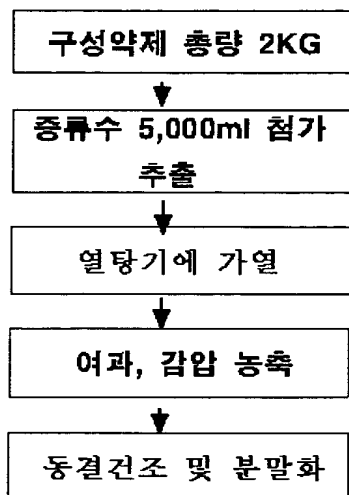 구성약제 총량 2KG
증류수 5,000ml 첨가
추출
열탕기에 가열
여과, 감압 농축
동결건조 및 분말화